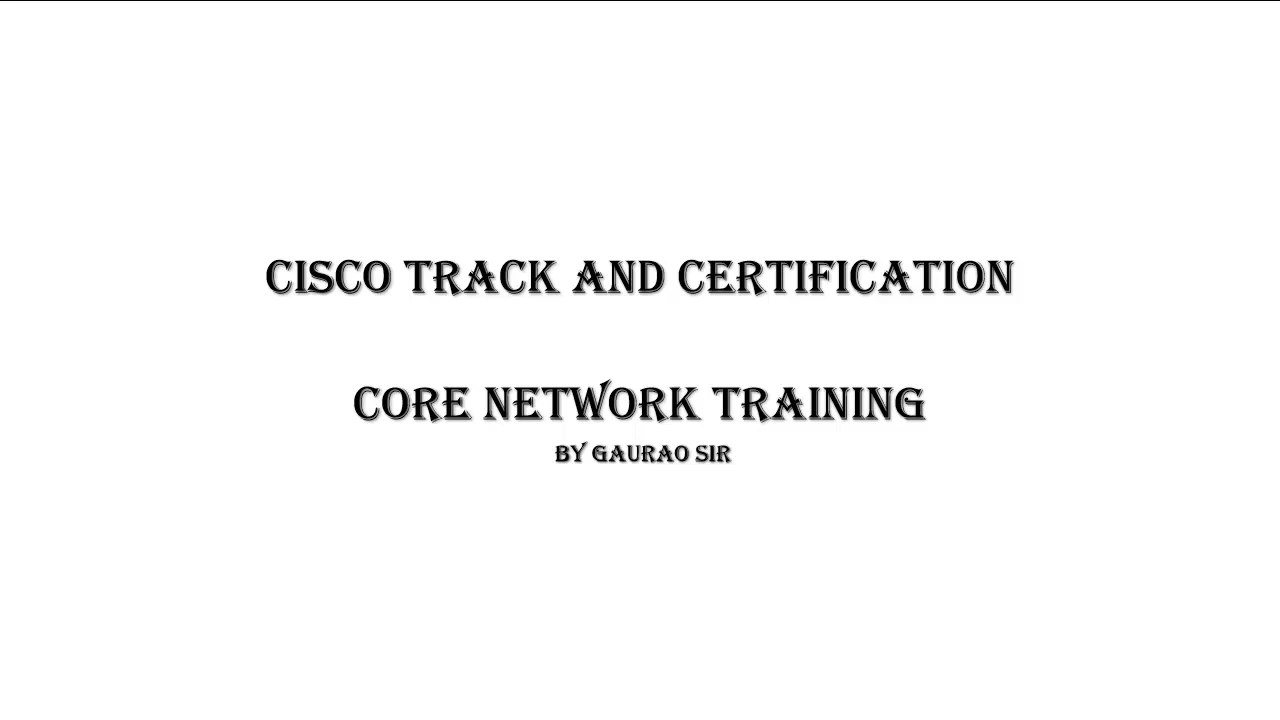 CISCO TRACK AND CERTIFICATION
CORE NETWORK TRAINING
BY GAURAO SIR